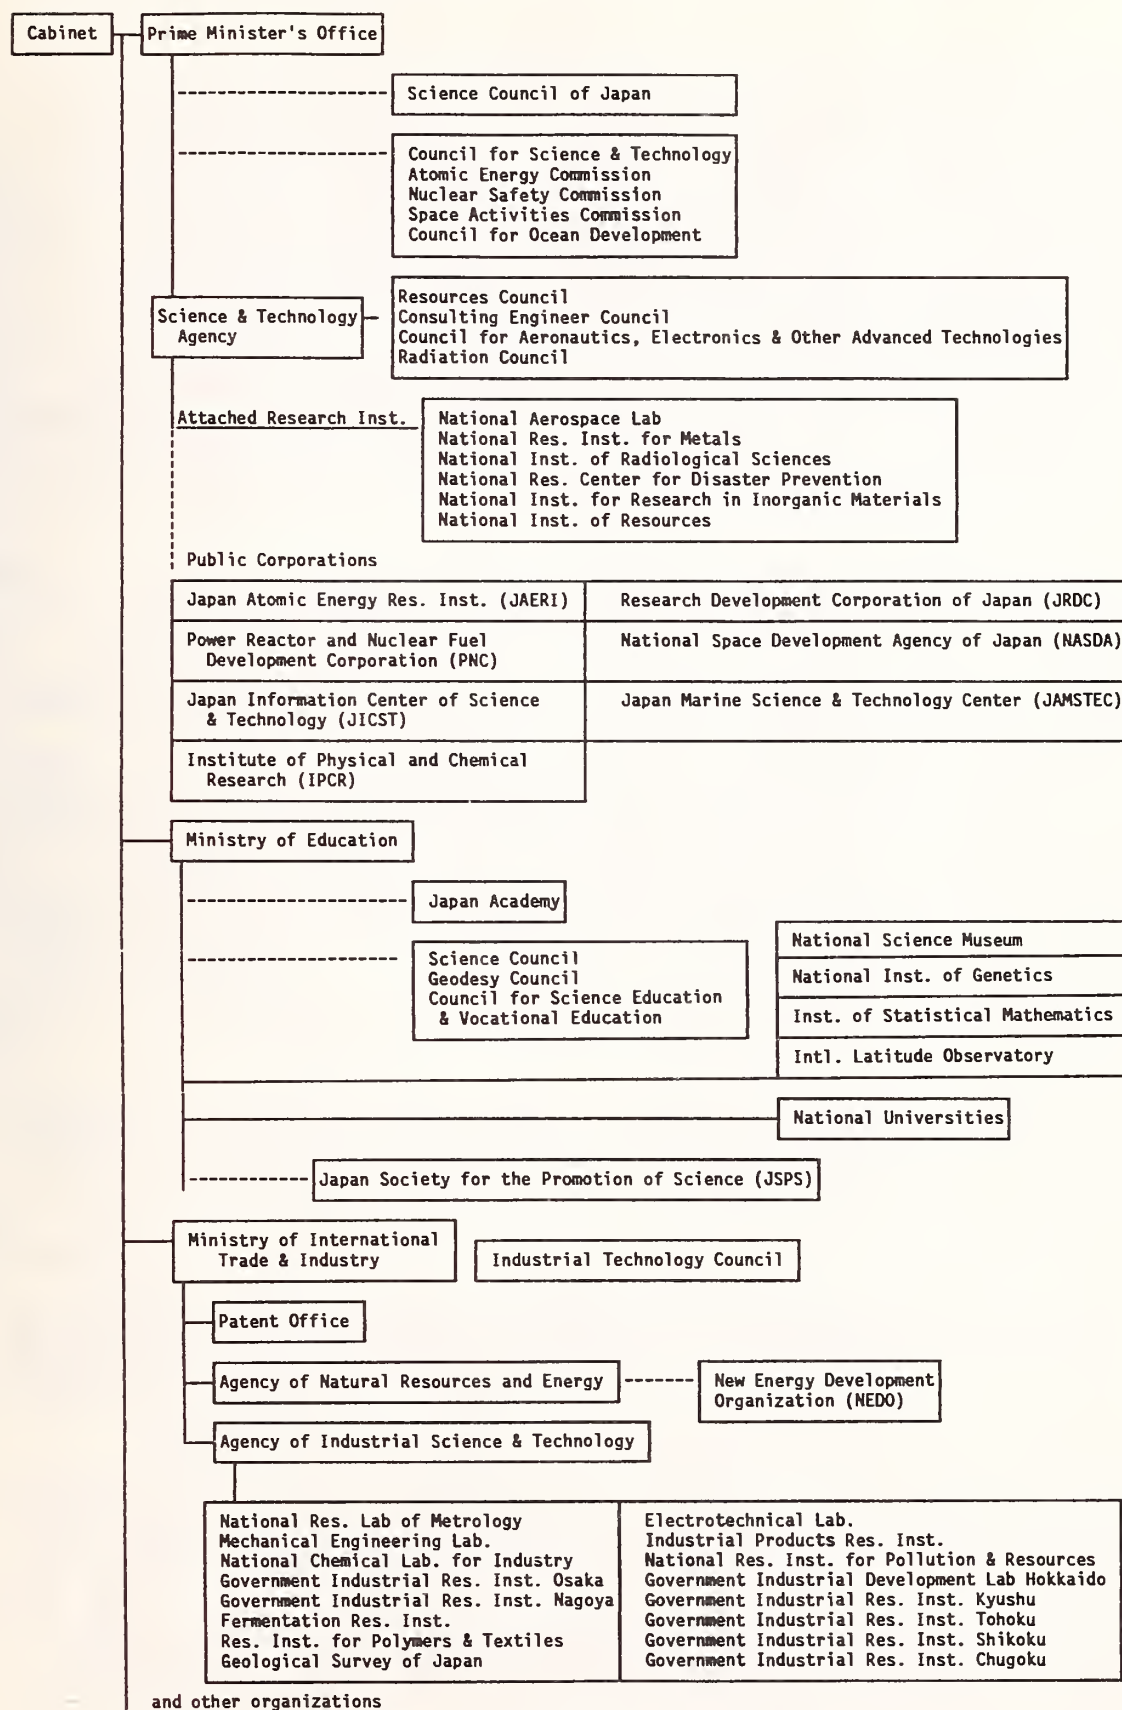 Cabinet
Prime Minister's Office
Science Council of Japan
Council for Science & Technology
Atomic Energy Commission
Nuclear Safety Commission
Space Activities Commission
Council for Ocean Development
Science & Technology
Agency
Resources Council
Consulting Engineer Council
Council for Aeronautics, Electronics & Other Advanced Technologies
Radiation Council
Attached Research Inst.
National Aerospace Lab
National Res. Inst. for Metals
National Inst. of Radiological Sciences
National Res. Center for Disaster Prevention
National Inst. for Research in Inorganic Materials
National Inst. of Resources
Public Corporations
Japan Atomic Energy Res. Inst. (JAERI)
Research Development Corporation of Japan (JRDC)
Power Reactor and Nuclear Fuel
Development Corporation (PNC)
National Space Development Agency of Japan (NASDA)
Japan Information Center of Science
& Technology (JICST)
Japan Marine Science & Technology Center (JAMSTEC)
Institute of Physical and Chemical
Research (IPCR)
Ministry of Education
Japan Academy
Science Council
Geodesy Council
Council for Science Education
& Vocational Education
National Science Museum
National Inst. of Genetics
Inst. of Statistical Mathematics
Intl. Latitude Observatory
National Universities
Japan Society for the Promotion of Science (JSPS)
Ministry of International
Trade & Industry
Industrial Technology Council
Patent Office
Agency of Natural Resources and Energy
New Energy Development
Organization (NEDO)
Agency of Industrial Science & Technology
National Res. Lab of Metrology
Mechanical Engineering Lab.
National Chemical Lab. for Industry
Government Industrial Res. Inst. Osaka
Government Industrial Res. Inst. Nagoya
Fermentation Res. Inst.
Res. Inst. for Polymers & Textiles
Geological Survey of Japan
Electrotechnical Lab.
Industrial Products Res. Inst.
National Res. Inst. for Pollution & Resources
Government Industrial Development Lab Hokkaido
Government Industrial Res. Inst. Kyushu
Government Industrial Res. Inst. Tohoku
Government Industrial Res. Inst. Shikoku
Government Industrial Res. Inst. Chugoku
and other organizations